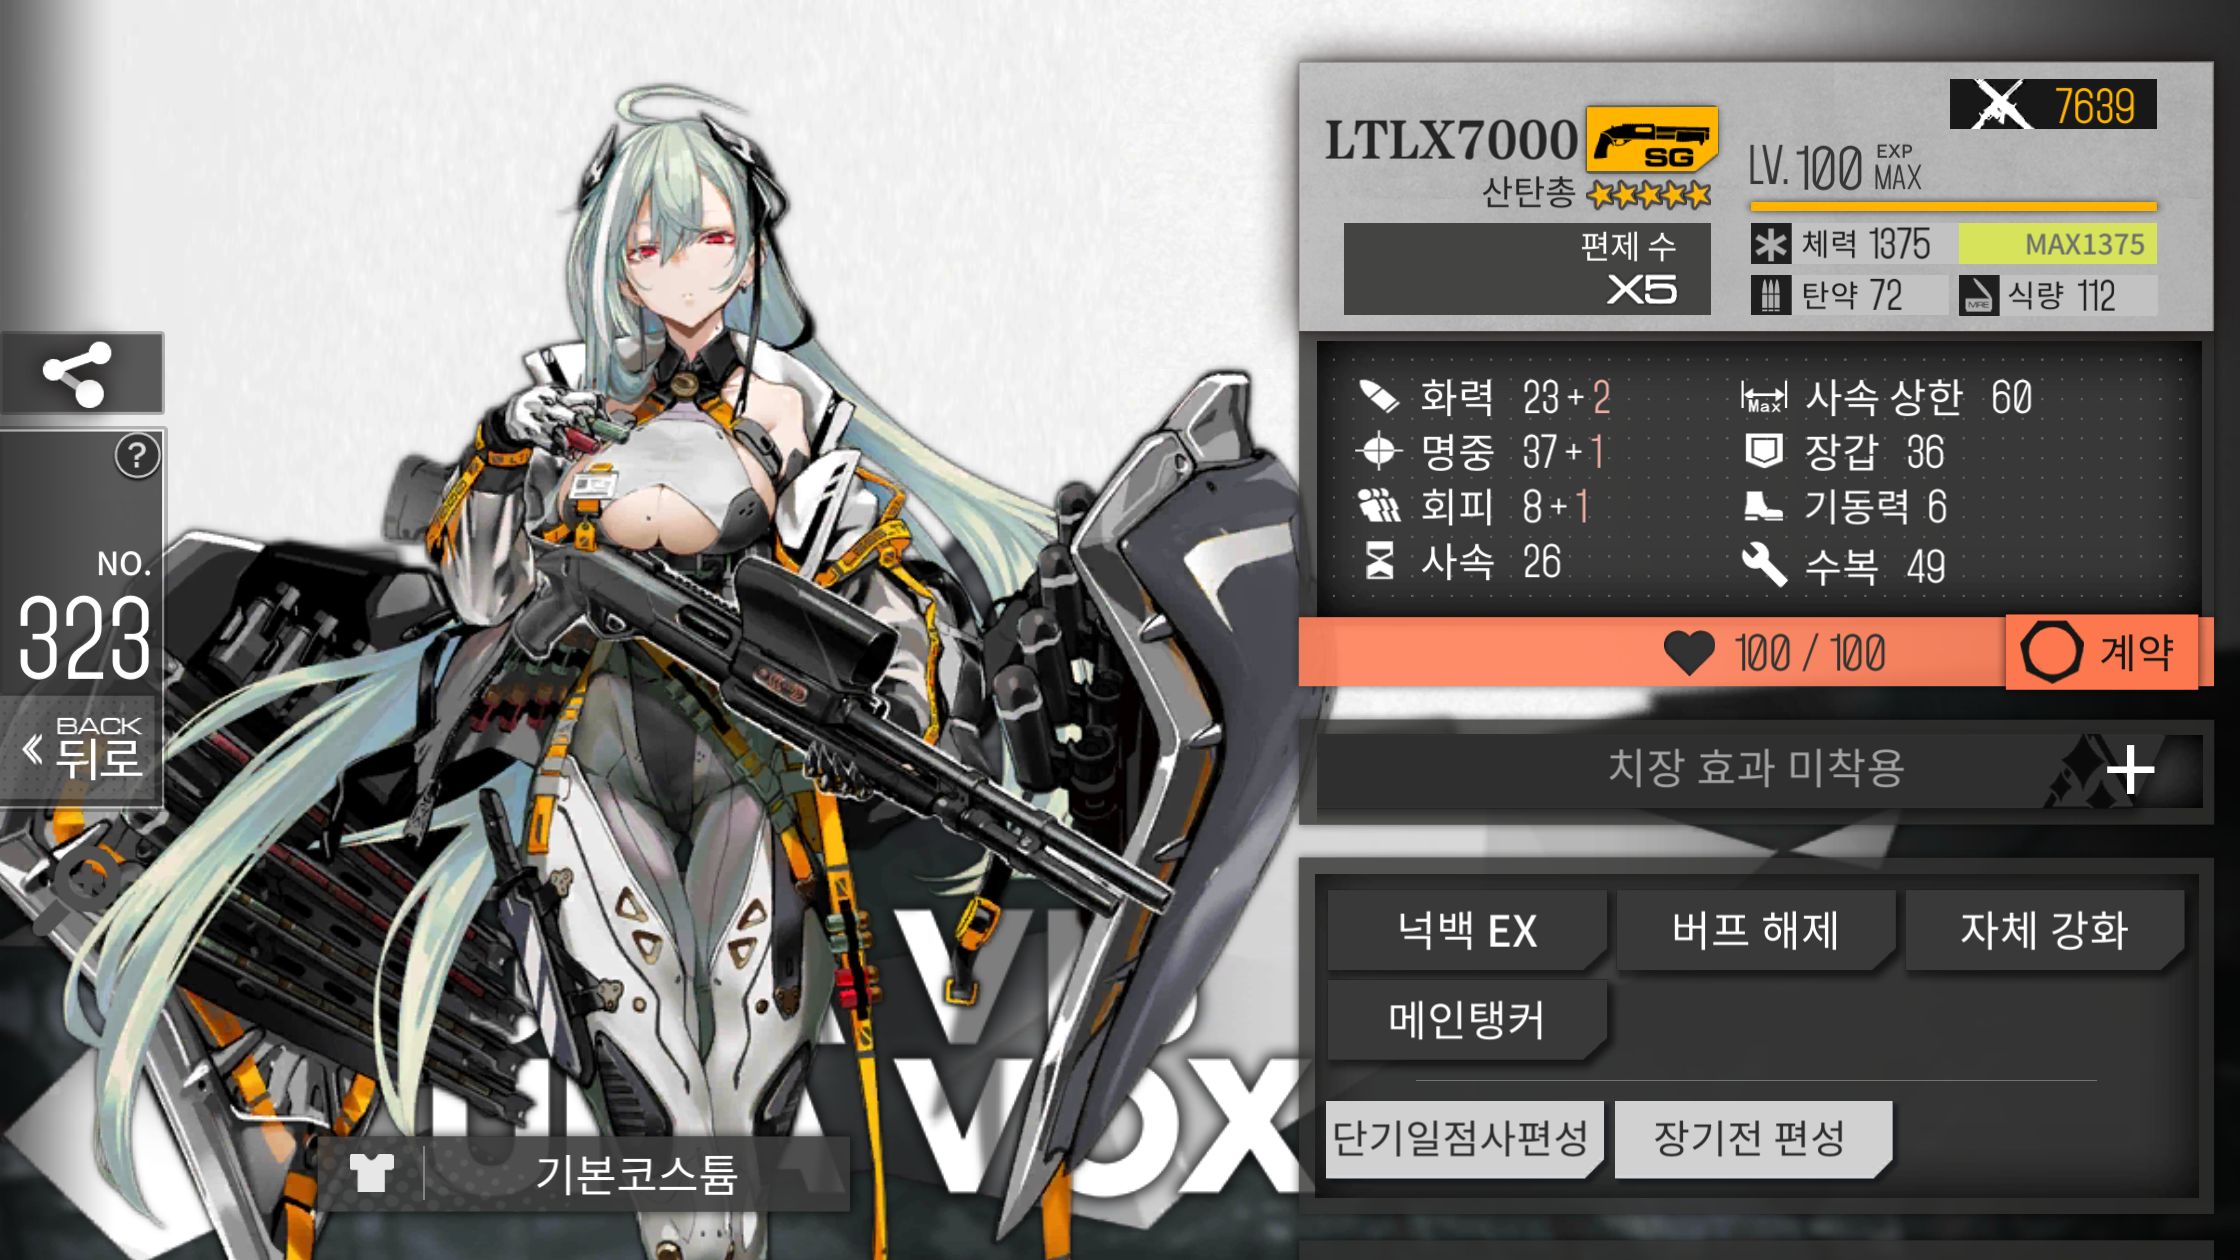 7639
LTLX7000
SG
LV. 100 EXP MAX
산탄총
편제 수
X5
체력 1375 MAX1375
탄약 72
MRE 식량 112
화력 23+2
Max 사속 상한 60
명중 37+1
장갑 36
회피 8+1
기동력 6
사속 26
수복 49
100 / 100
계약
치장 효과 미착용
넉백 EX
버프 해제
자체 강화
메인탱커
단기일점사편성
장기전 편성
?
NO.
323
BACK
뒤로
기본코스튬